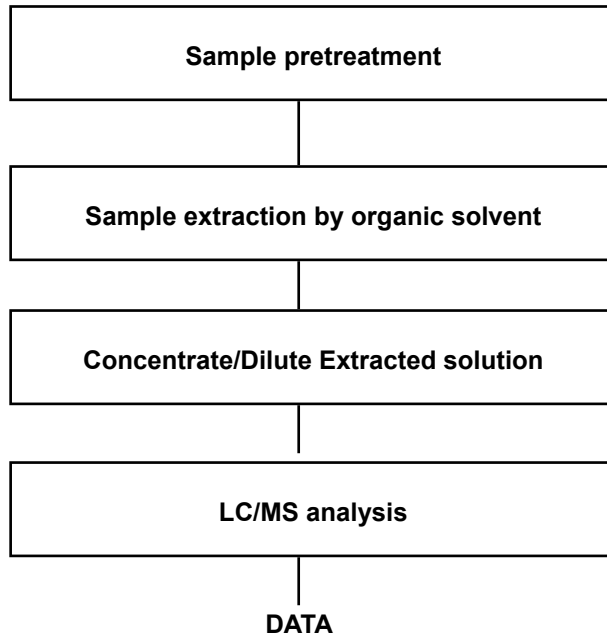 Sample pretreatment
Sample extraction by organic solvent
Concentrate/Dilute Extracted solution
LC/MS analysis
DATA